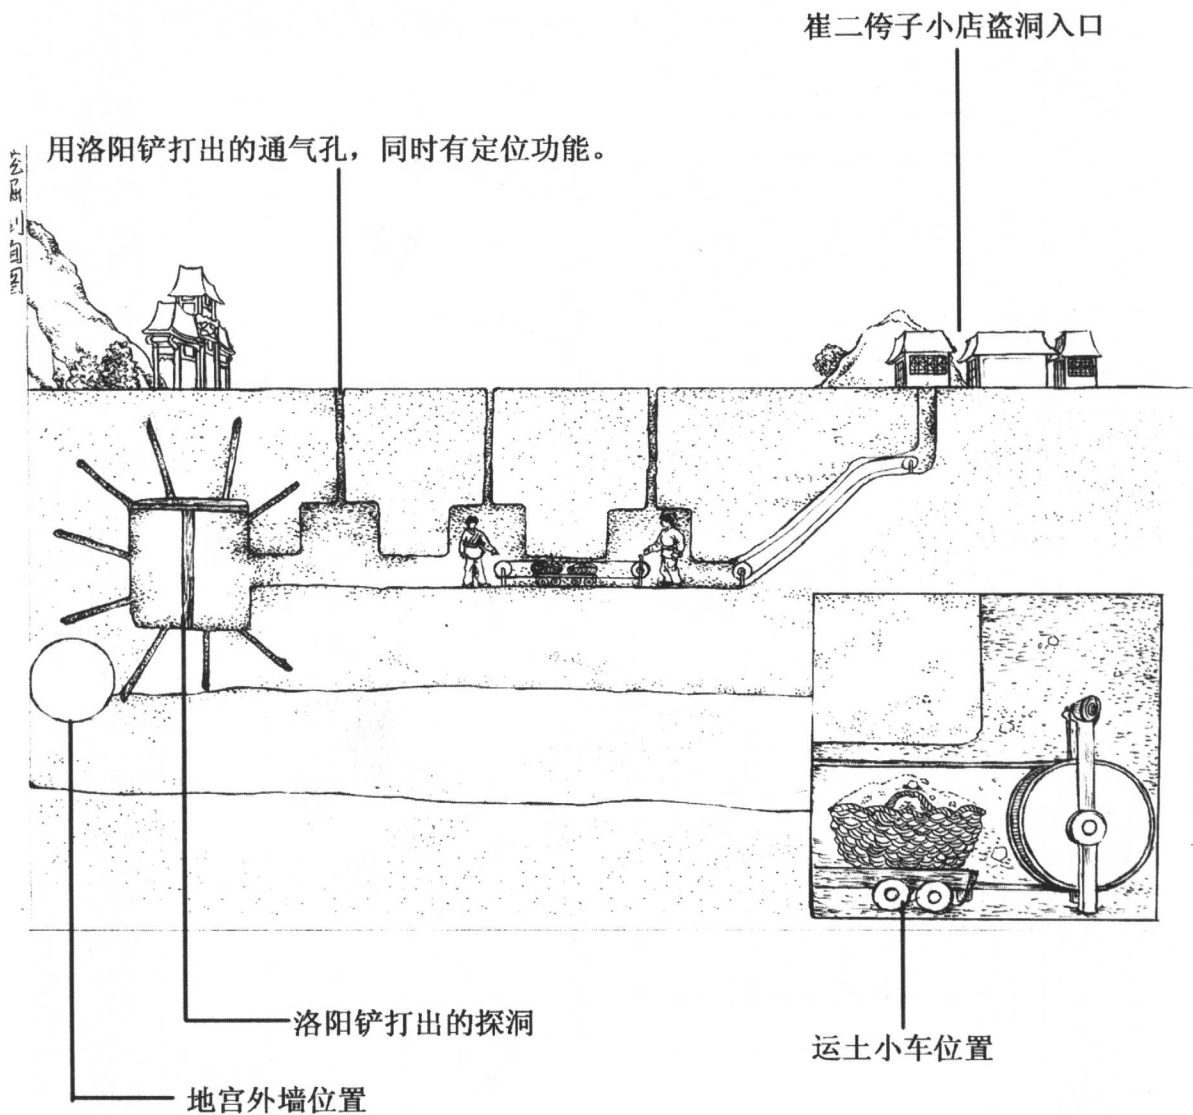 崔二侉子小店盗洞入口
用洛阳铲打出的通气孔，同时有定位功能。
洛阳铲打出的探洞
运土小车位置
地宫外墙位置